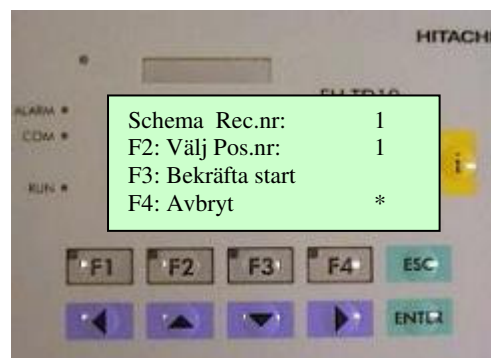 HITACHI
ALARM
COM
RUN
Schema Rec.nr: 1
F2: Välj Pos.nr: 1
F3: Bekräfta start
F4: Avbryt *
F1 F2 F3 F4 ESC
ENTER